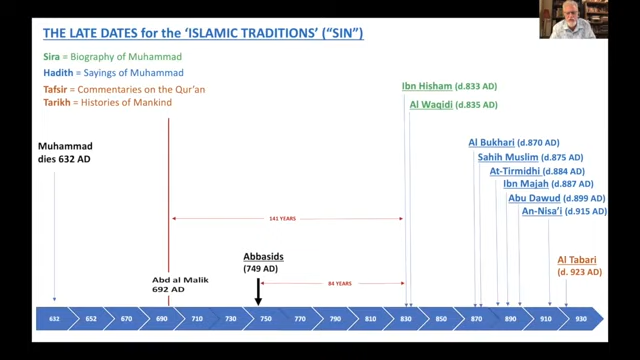 THE LATE DATES for the ‘ISLAMIC TRADITIONS’ (“SIN”)
Sira = Biography of Muhammad
Hadith = Sayings of Muhammad
Tafsir = Commentaries on the Qur’an
Tarikh = Histories of Mankind
Ibn Hisham (d.833 AD)
Al Waqidi (d.835 AD)
Muhammad
dies 632 AD
Al Bukhari (d.870 AD)
Sahih Muslim (d.875 AD)
At-Tirmidhi (d.884 AD)
Ibn Majah (d.887 AD)
Abu Dawud (d.899 AD)
An-Nisa’i (d.915 AD)
141 YEARS
Abbasids
(749 AD)
Al Tabari
(d. 923 AD)
Abd al Malik
692 AD
84 YEARS
632 652 670 690 710 730 750 770 790 810 830 850 870 890 910 930